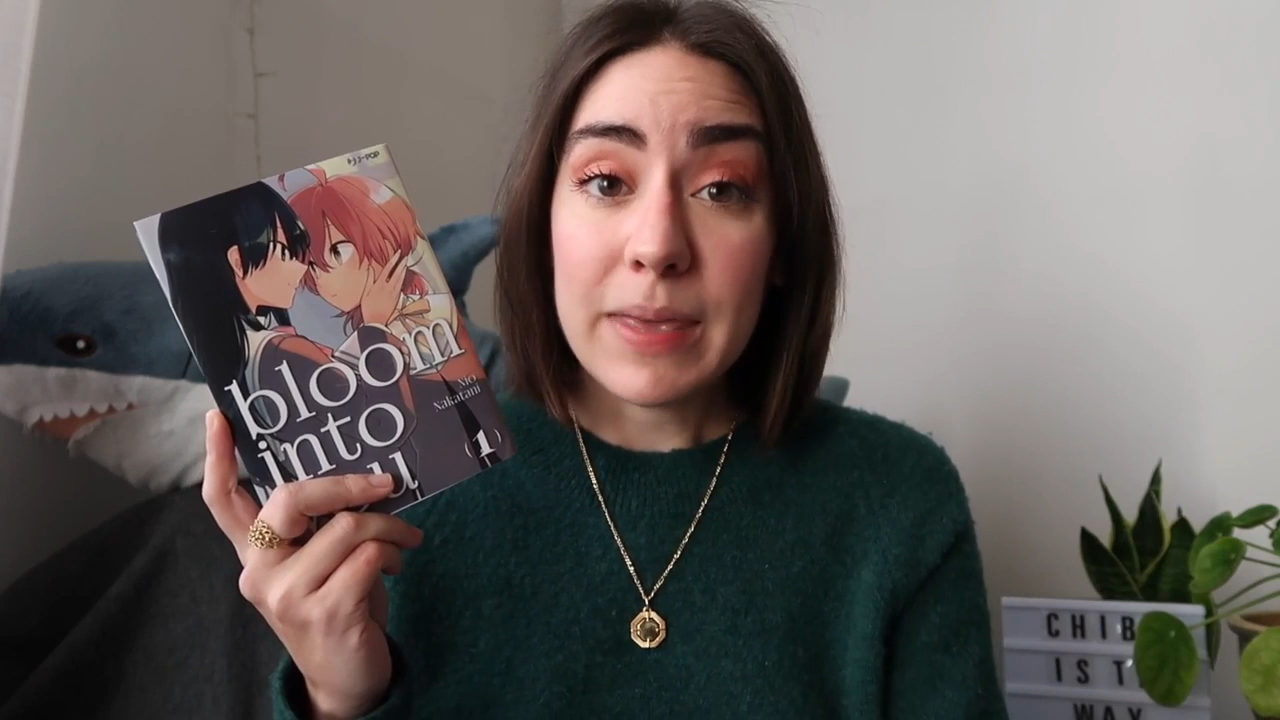 J-POP
bloom
into
Nio
Nakatani
(1)
CHIB
IS T
WAY